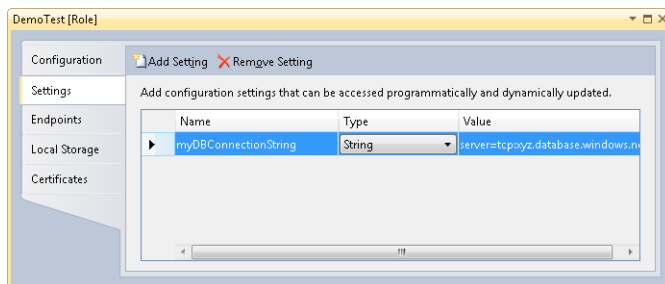 DemoTest [Role]
Configuration
Settings
Endpoints
Local Storage
Certificates
Add Setting Remove Setting
Add configuration settings that can be accessed programmatically and dynamically updated.
Name Type Value
myDBConnectionString String server=tcp:xyz.database.windows.ne